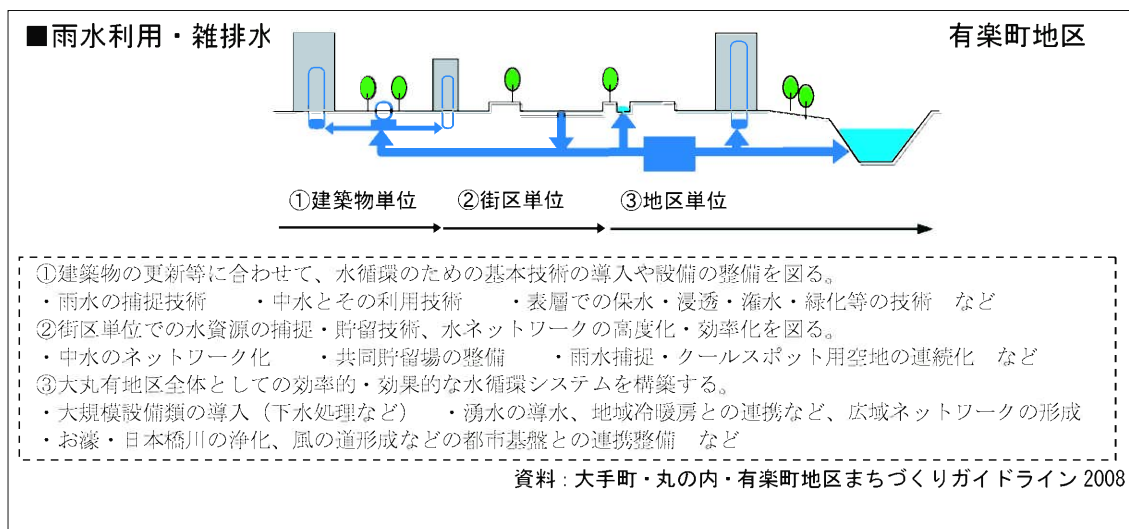 ■雨水利用・雑排水
有楽町地区
①建築物単位
②街区単位
③地区単位
①建築物の更新等に合わせて、水循環のための基本技術の導入や設備の整備を図る。
・雨水の捕捉技術　・中水とその利用技術　・表層での保水・浸透・潅水・緑化等の技術　など
②街区単位での水資源の捕捉・貯留技術、水ネットワークの高度化・効率化を図る。
・中水のネットワーク化　・共同貯留場の整備　・雨水捕捉・クールスポット用空地の連続化　など
③大丸有地区全体としての効率的・効果的な水循環システムを構築する。
・大規模設備類の導入（下水処理など）　・湧水の導水、地域冷暖房との連携など、広域ネットワークの形成
・お濠・日本橋川の浄化、風の道形成などの都市基盤との連携整備　など
資料：大手町・丸の内・有楽町地区まちづくりガイドライン2008